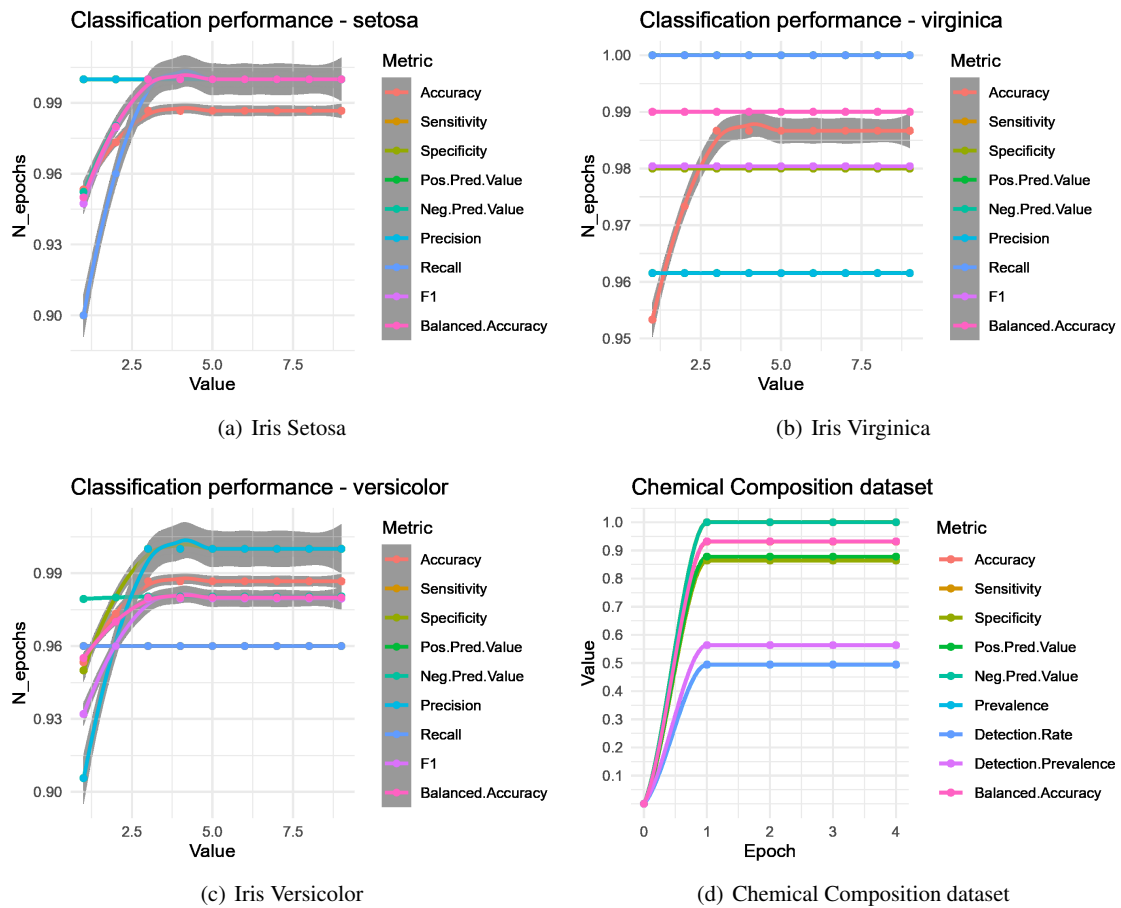 Classification performance - setosa
N_epochs
0.99
0.96
0.93
0.90
2.5 5.0 7.5
Value
Metric
Accuracy
Sensitivity
Specificity
Pos.Pred.Value
Neg.Pred.Value
Precision
Recall
F1
Balanced.Accuracy
(a) Iris Setosa
Classification performance - virginica
N_epochs
1.00
0.99
0.98
0.97
0.96
0.95
2.5 5.0 7.5
Value
Metric
Accuracy
Sensitivity
Specificity
Pos.Pred.Value
Neg.Pred.Value
Precision
Recall
F1
Balanced.Accuracy
(b) Iris Virginica
Classification performance - versicolor
N_epochs
0.99
0.96
0.93
0.90
2.5 5.0 7.5
Value
Metric
Accuracy
Sensitivity
Specificity
Pos.Pred.Value
Neg.Pred.Value
Precision
Recall
F1
Balanced.Accuracy
(c) Iris Versicolor
Chemical Composition dataset
Value
1.0
0.9
0.8
0.7
0.6
0.5
0.4
0.3
0.2
0.1
0 1 2 3 4
Epoch
Metric
Accuracy
Sensitivity
Specificity
Pos.Pred.Value
Neg.Pred.Value
Prevalence
Detection.Rate
Detection.Prevalence
Balanced.Accuracy
(d) Chemical Composition dataset